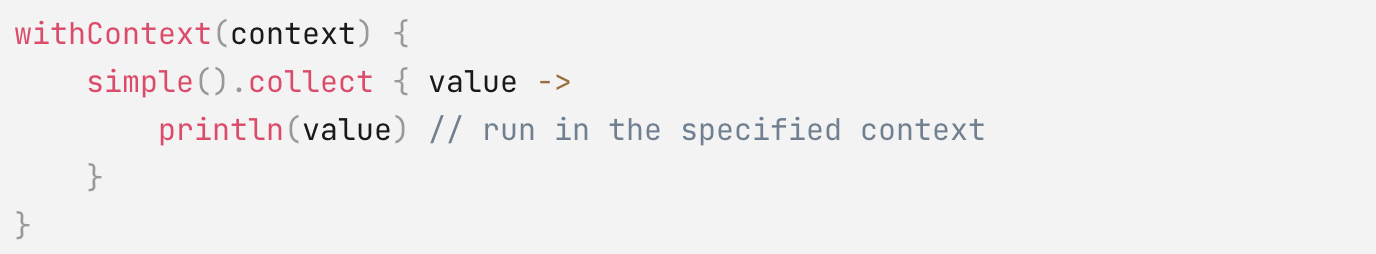 withContext(context) {
    simple().collect { value ->
        println(value) // run in the specified context
    }
}